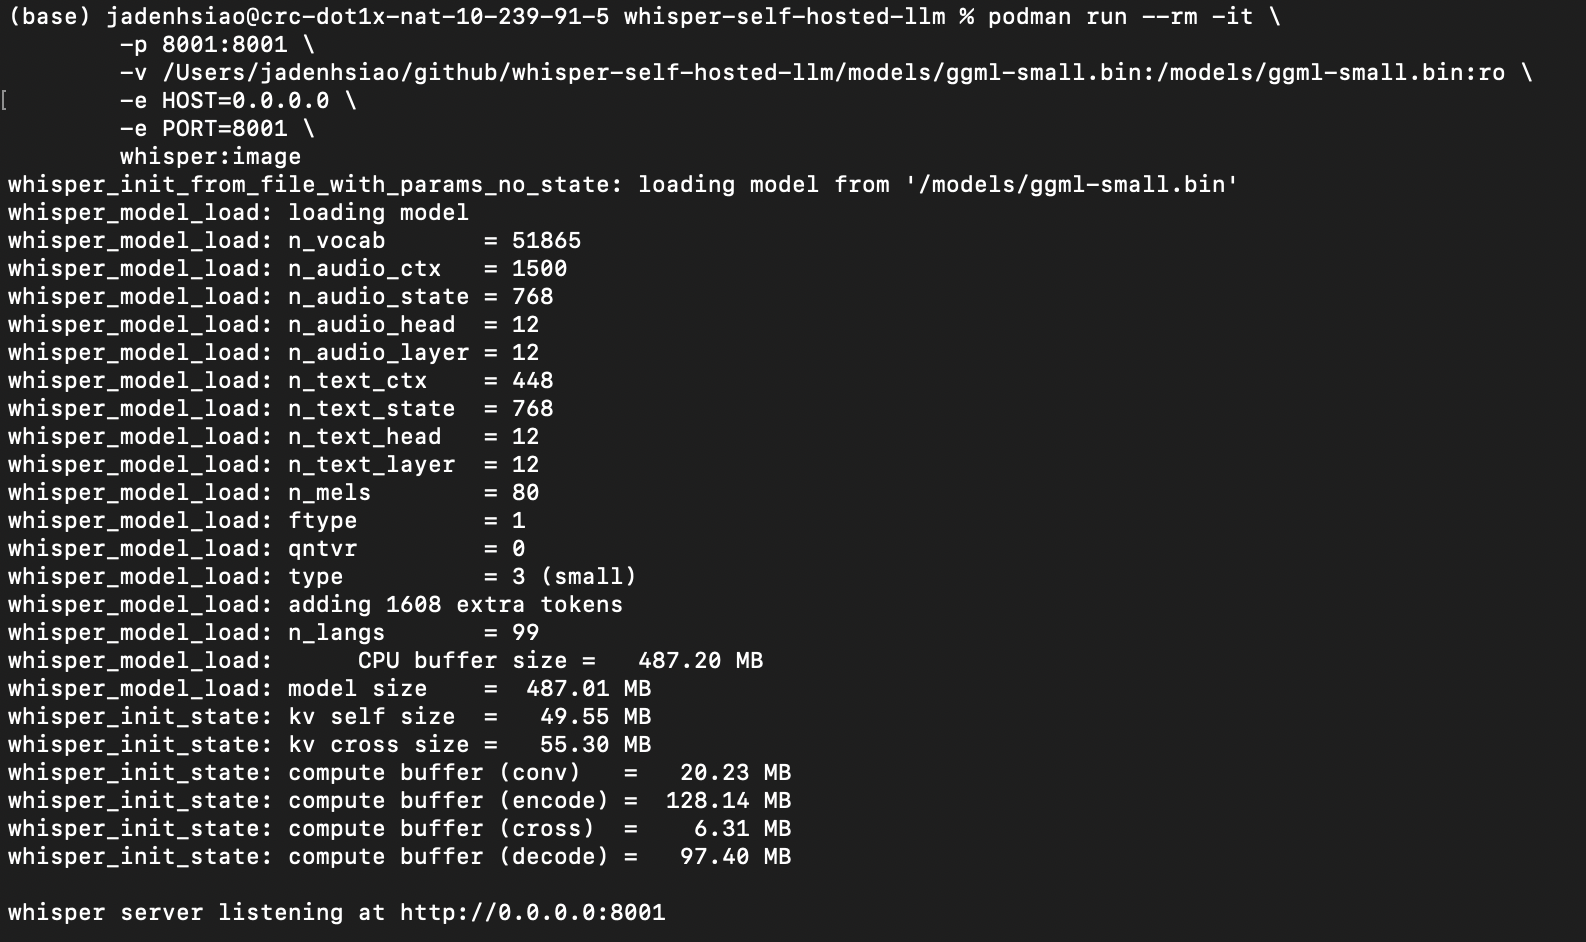 (base) jadenhsiao@crc-dot1x-nat-10-239-91-5 whisper-self-hosted-llm % podman run --rm -it \
        -p 8001:8001 \
        -v /Users/jadenhsiao/github/whisper-self-hosted-llm/models/ggml-small.bin:/models/ggml-small.bin:ro \
[       -e HOST=0.0.0.0 \
        -e PORT=8001 \
        whisper:image
whisper_init_from_file_with_params_no_state: loading model from '/models/ggml-small.bin'
whisper_model_load: loading model
whisper_model_load: n_vocab       = 51865
whisper_model_load: n_audio_ctx   = 1500
whisper_model_load: n_audio_state = 768
whisper_model_load: n_audio_head  = 12
whisper_model_load: n_audio_layer = 12
whisper_model_load: n_text_ctx    = 448
whisper_model_load: n_text_state  = 768
whisper_model_load: n_text_head   = 12
whisper_model_load: n_text_layer  = 12
whisper_model_load: n_mels        = 80
whisper_model_load: ftype         = 1
whisper_model_load: qntvr         = 0
whisper_model_load: type          = 3 (small)
whisper_model_load: adding 1608 extra tokens
whisper_model_load: n_langs       = 99
whisper_model_load:      CPU buffer size =   487.20 MB
whisper_model_load: model size    =  487.01 MB
whisper_init_state: kv self size  =   49.55 MB
whisper_init_state: kv cross size =   55.30 MB
whisper_init_state: compute buffer (conv)   =   20.23 MB
whisper_init_state: compute buffer (encode) =  128.14 MB
whisper_init_state: compute buffer (cross)  =    6.31 MB
whisper_init_state: compute buffer (decode) =   97.40 MB

whisper server listening at http://0.0.0.0:8001